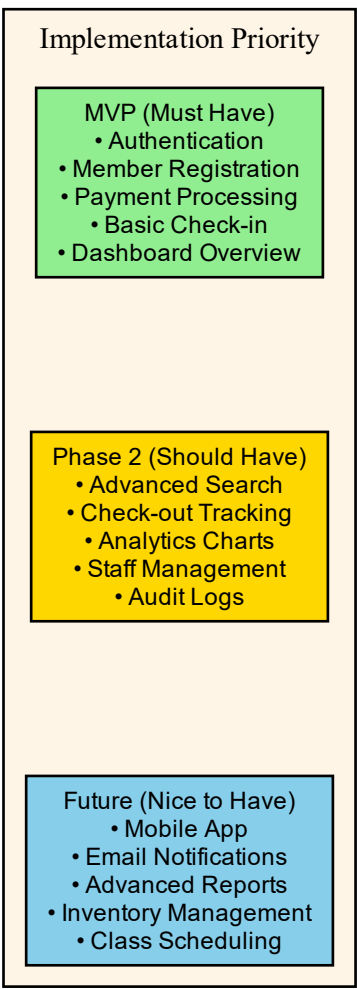 Implementation Priority
MVP (Must Have)
• Authentication
• Member Registration
• Payment Processing
• Basic Check-in
• Dashboard Overview
Phase 2 (Should Have)
• Advanced Search
• Check-out Tracking
• Analytics Charts
• Staff Management
• Audit Logs
Future (Nice to Have)
• Mobile App
• Email Notifications
• Advanced Reports
• Inventory Management
• Class Scheduling